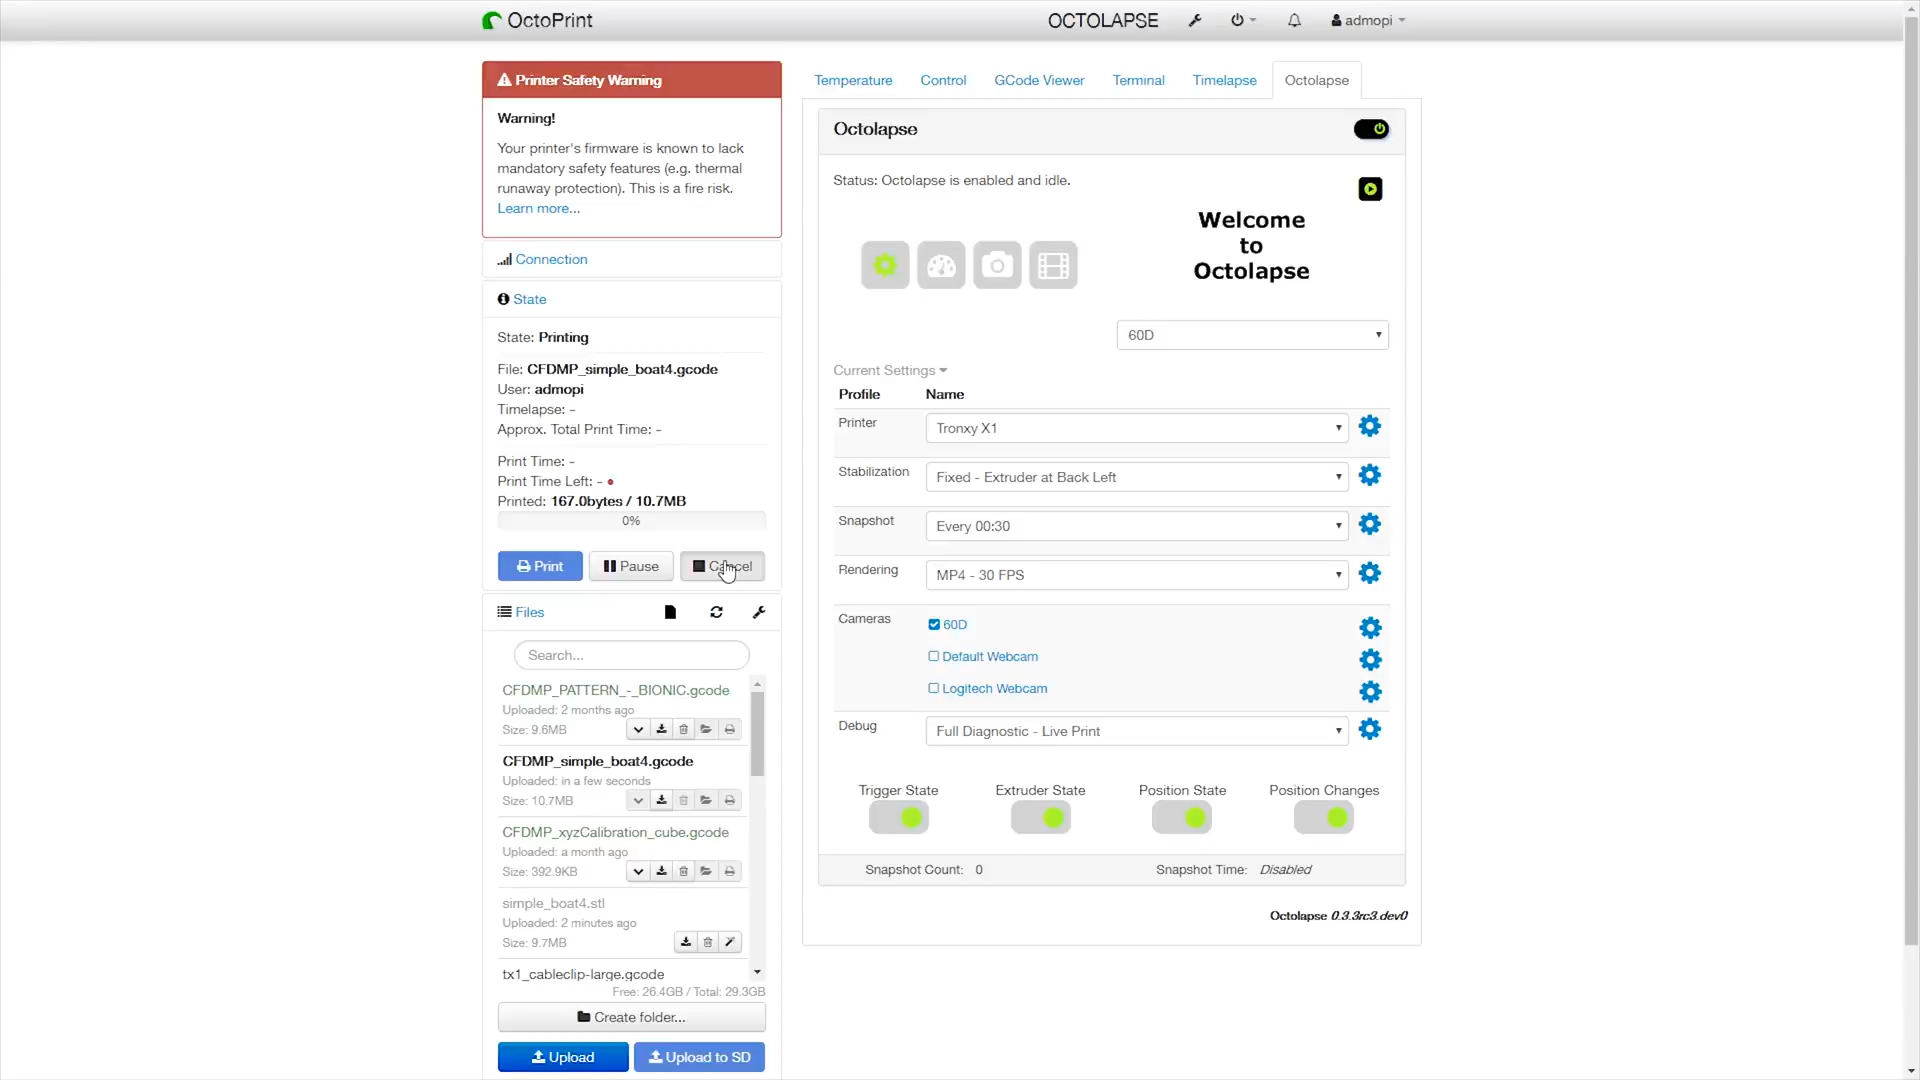 OctoPrint
OCTOLAPSE
admopi
Printer Safety Warning
Warning!
Your printer's firmware is known to lack
mandatory safety features (e.g. thermal
runaway protection). This is a fire risk.
Learn more...
Connection
State
State: Printing
File: CFDMP_simple_boat4.gcode
User: admopi
Timelapse: -
Approx. Total Print Time: -
Print Time: -
Print Time Left: -
Printed: 167.0bytes / 10.7MB
0%
Print
Pause
Cancel
Files
Search...
CFDMP_PATTERN_-_BIONIC.gcode
Uploaded: 2 months ago
Size: 9.6MB
CFDMP_simple_boat4.gcode
Uploaded: in a few seconds
Size: 10.7MB
CFDMP_xyzCalibration_cube.gcode
Uploaded: a month ago
Size: 392.9KB
simple_boat4.stl
Uploaded: 2 minutes ago
Size: 9.7MB
tx1_cableclip-large.gcode
Free: 26.4GB / Total: 29.3GB
Create folder...
Upload
Upload to SD
Temperature
Control
GCode Viewer
Terminal
Timelapse
Octolapse
Octolapse
Status: Octolapse is enabled and idle.
Welcome
to
Octolapse
60D
Current Settings
Profile
Name
Printer
Tronxy X1
Stabilization
Fixed - Extruder at Back Left
Snapshot
Every 00:30
Rendering
MP4 - 30 FPS
Cameras
60D
Default Webcam
Logitech Webcam
Debug
Full Diagnostic - Live Print
Trigger State
Extruder State
Position State
Position Changes
Snapshot Count: 0
Snapshot Time: Disabled
Octolapse 0.3.3rc3.dev0